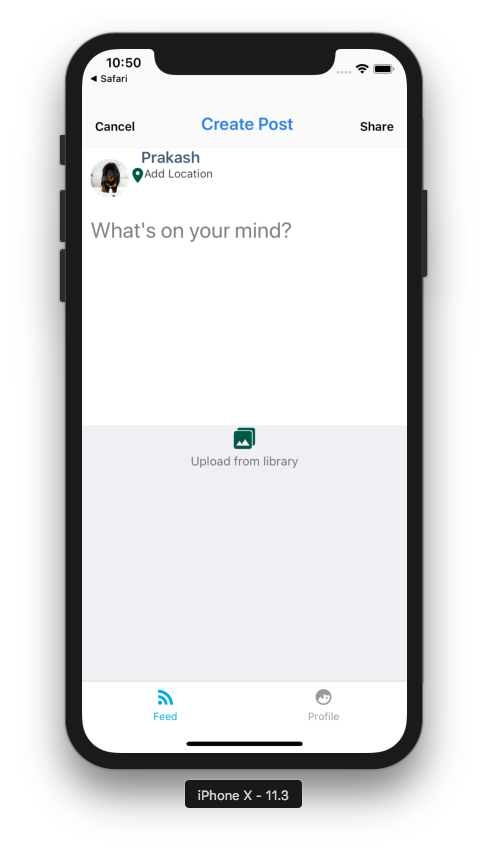 10:50
◀ Safari
Cancel Create Post Share
Prakash
Add Location
What's on your mind?
Upload from library
Feed Profile
iPhone X - 11.3